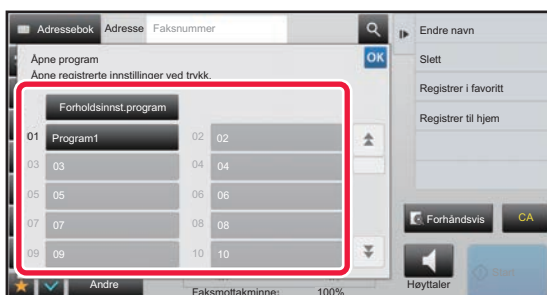 Adressebok Adresse Faksnummer
Endre navn
Åpne program OK
Åpne registrerte innstillinger ved trykk.
Slett
Registrer i favoritt
Registrer til hjem
Forholdsinnst.program
01 Program1 02 02
03 03 04 04
05 05 06 06
07 07 08 08
09 09 10 10
Forhåndsvis CA
Start
Høyttaler
Andre
Faksmottakminne: 100%